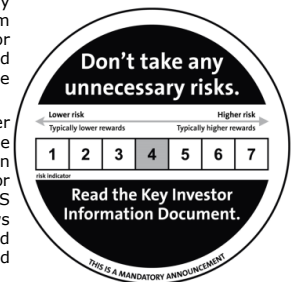 Don't take any
unnecessary risks.
Lower risk Higher risk
Typically lower rewards Typically higher rewards
1 2 3 4 5 6 7
risk indicator
Read the Key Investor
Information Document.
THIS IS A MANDATORY ANNOUNCEMENT